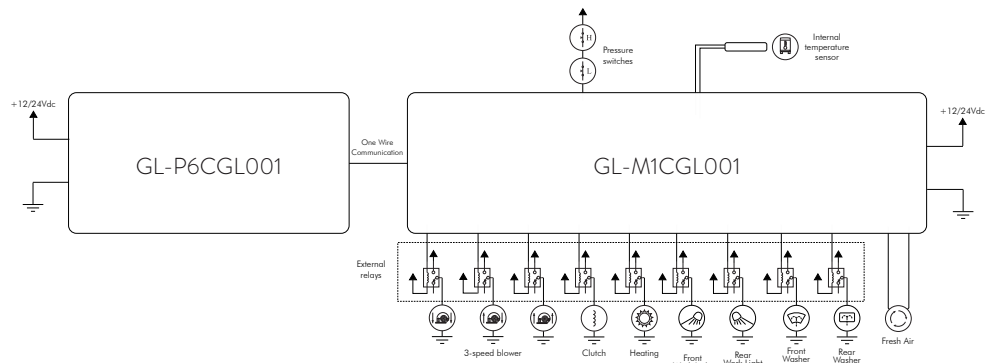 H
Pressure
switches
L
Internal
temperature
sensor
+12/24Vdc
+12/24Vdc
GL-P6CGL001
One Wire
Communication
GL-M1CGL001
External
relays
3-speed blower
Clutch
Heating
Front
Rear
Work Light
Front
Washer
Rear
Washer
Fresh Air